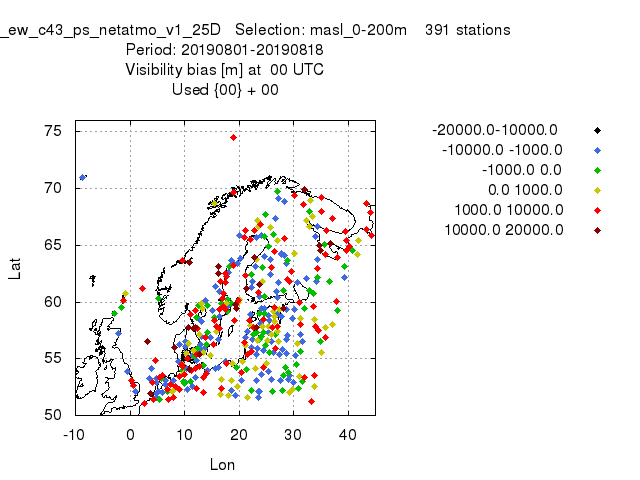 _ew_c43_ps_netatmo_v1_25D Selection: masl_0-200m 391 stations
Period: 20190801-20190818
Visibility bias [m] at 00 UTC
Used {00} + 00
-20000.0-10000.0
-10000.0 -1000.0
-1000.0 0.0
0.0 1000.0
1000.0 10000.0
10000.0 20000.0
75
70
65
60
55
50
Lat
-10 0 10 20 30 40
Lon